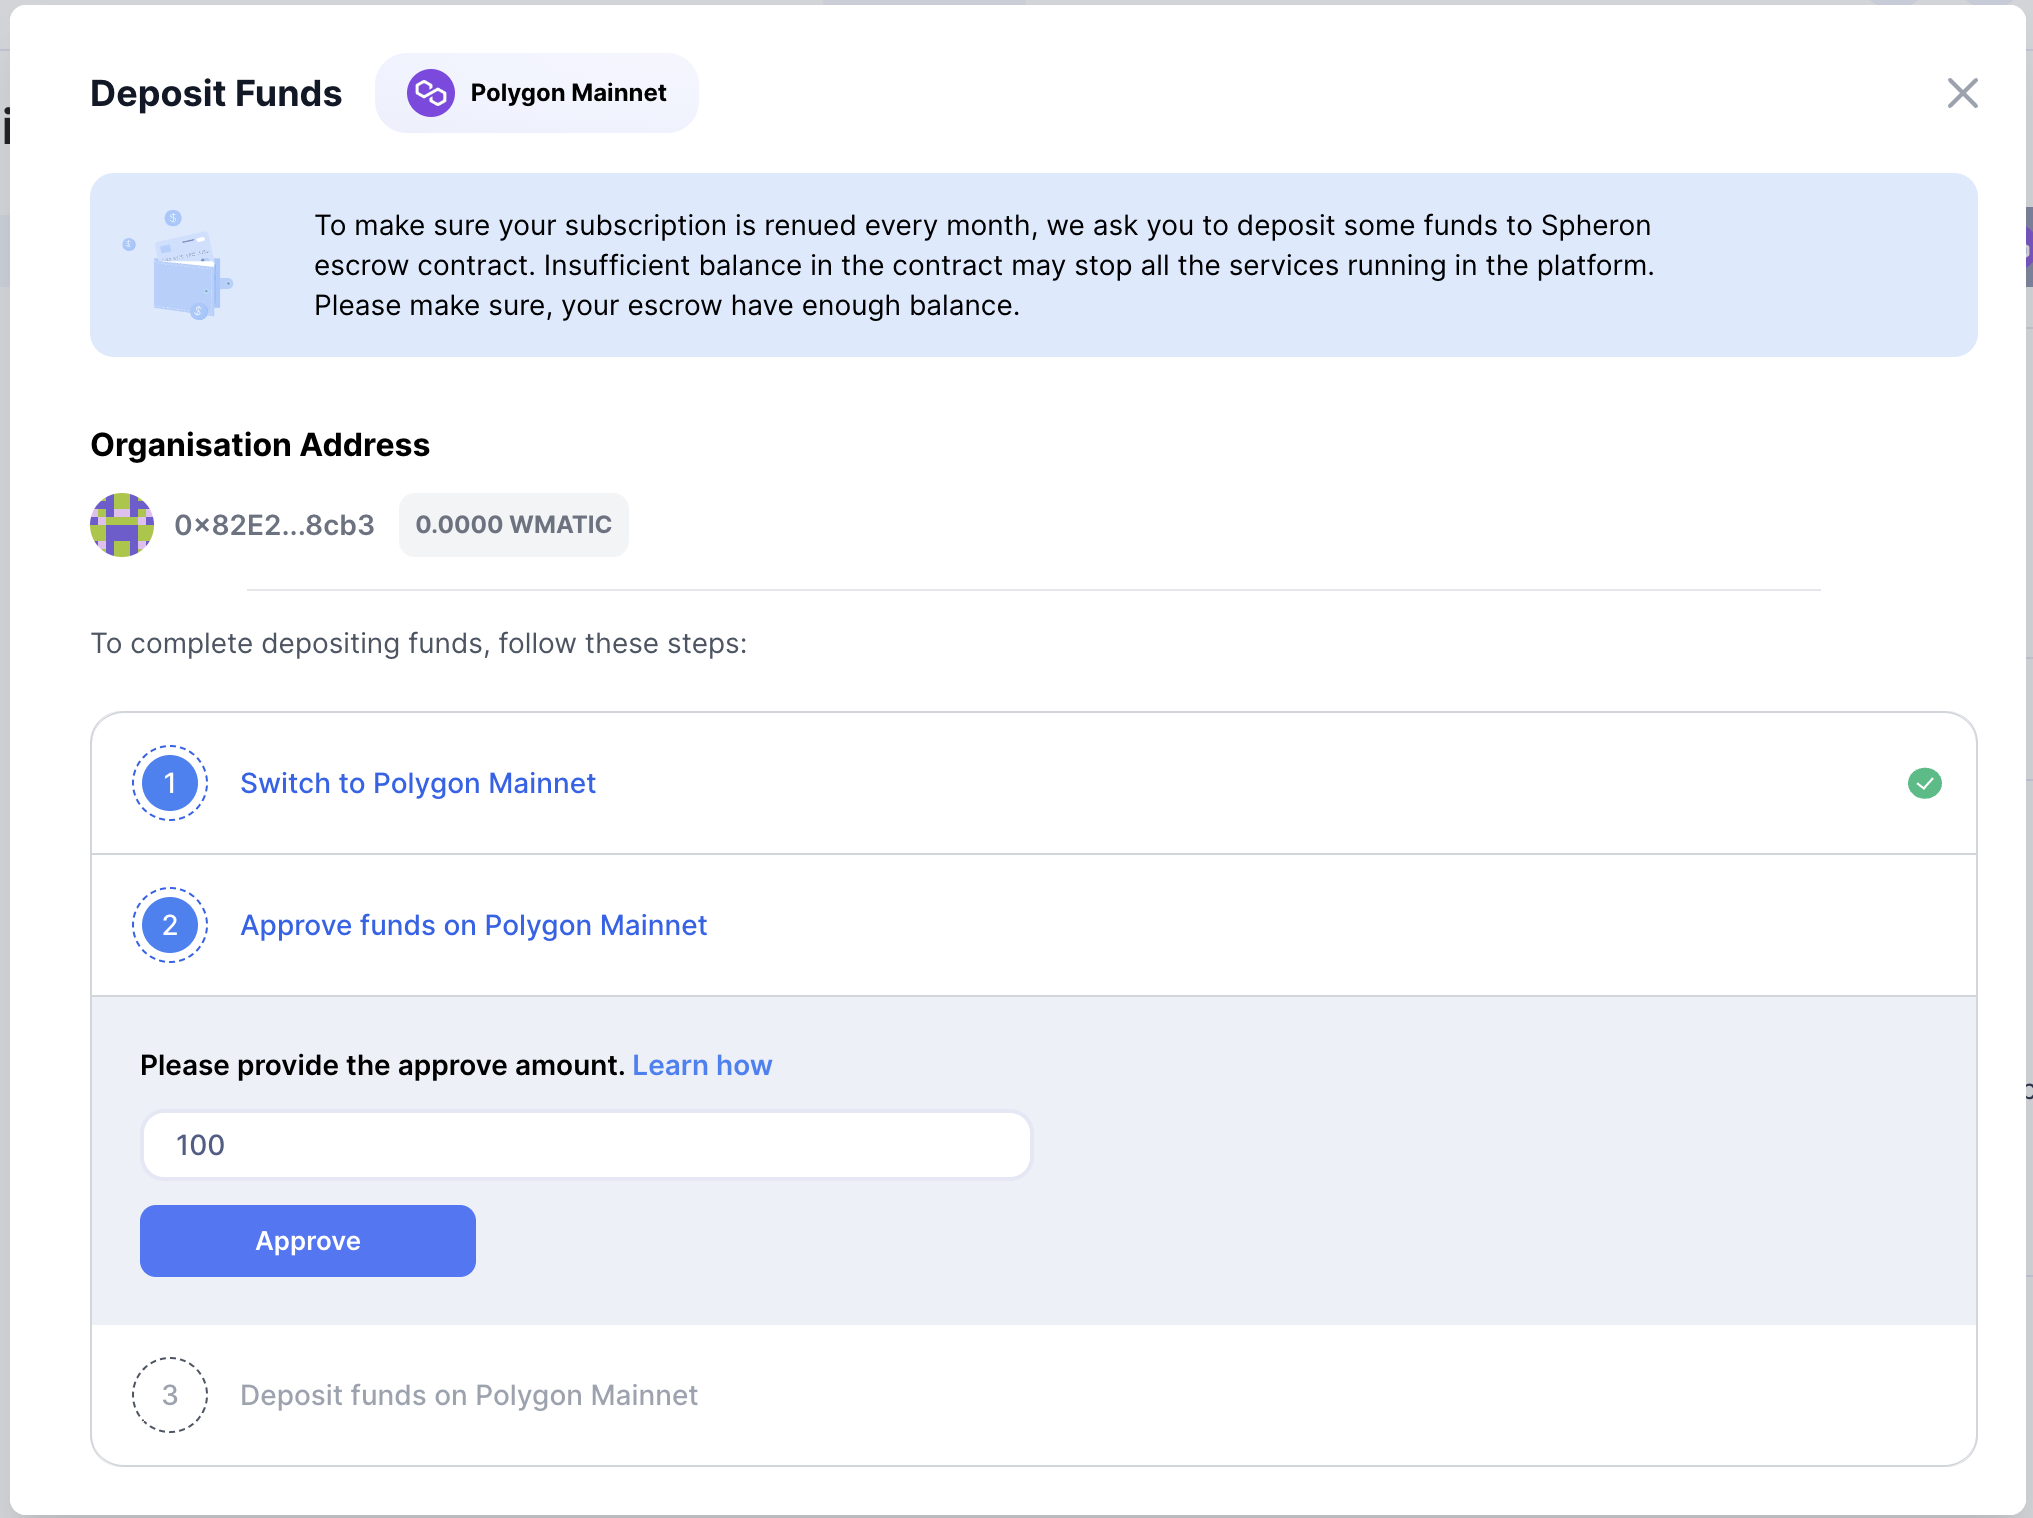 Deposit Funds
Polygon Mainnet
To make sure your subscription is renued every month, we ask you to deposit some funds to Spheron
escrow contract. Insufficient balance in the contract may stop all the services running in the platform.
Please make sure, your escrow have enough balance.
Organisation Address
0x82E2...8cb3
0.0000 WMATIC
To complete depositing funds, follow these steps:
1
Switch to Polygon Mainnet
2
Approve funds on Polygon Mainnet
Please provide the approve amount. Learn how
100
Approve
3
Deposit funds on Polygon Mainnet